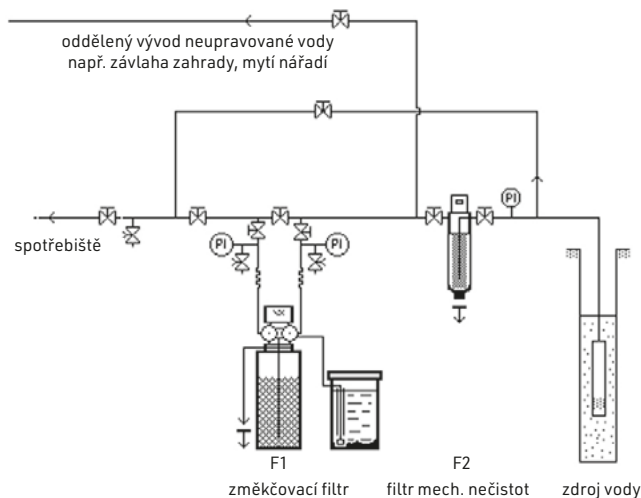 oddělený vývod neupravované vody
např. závlaha zahrady, mytí nářadí
PI
spotřebiště
PI
PI
F1
F2
změkčovací filtr
filtr mech. nečistot
zdroj vody